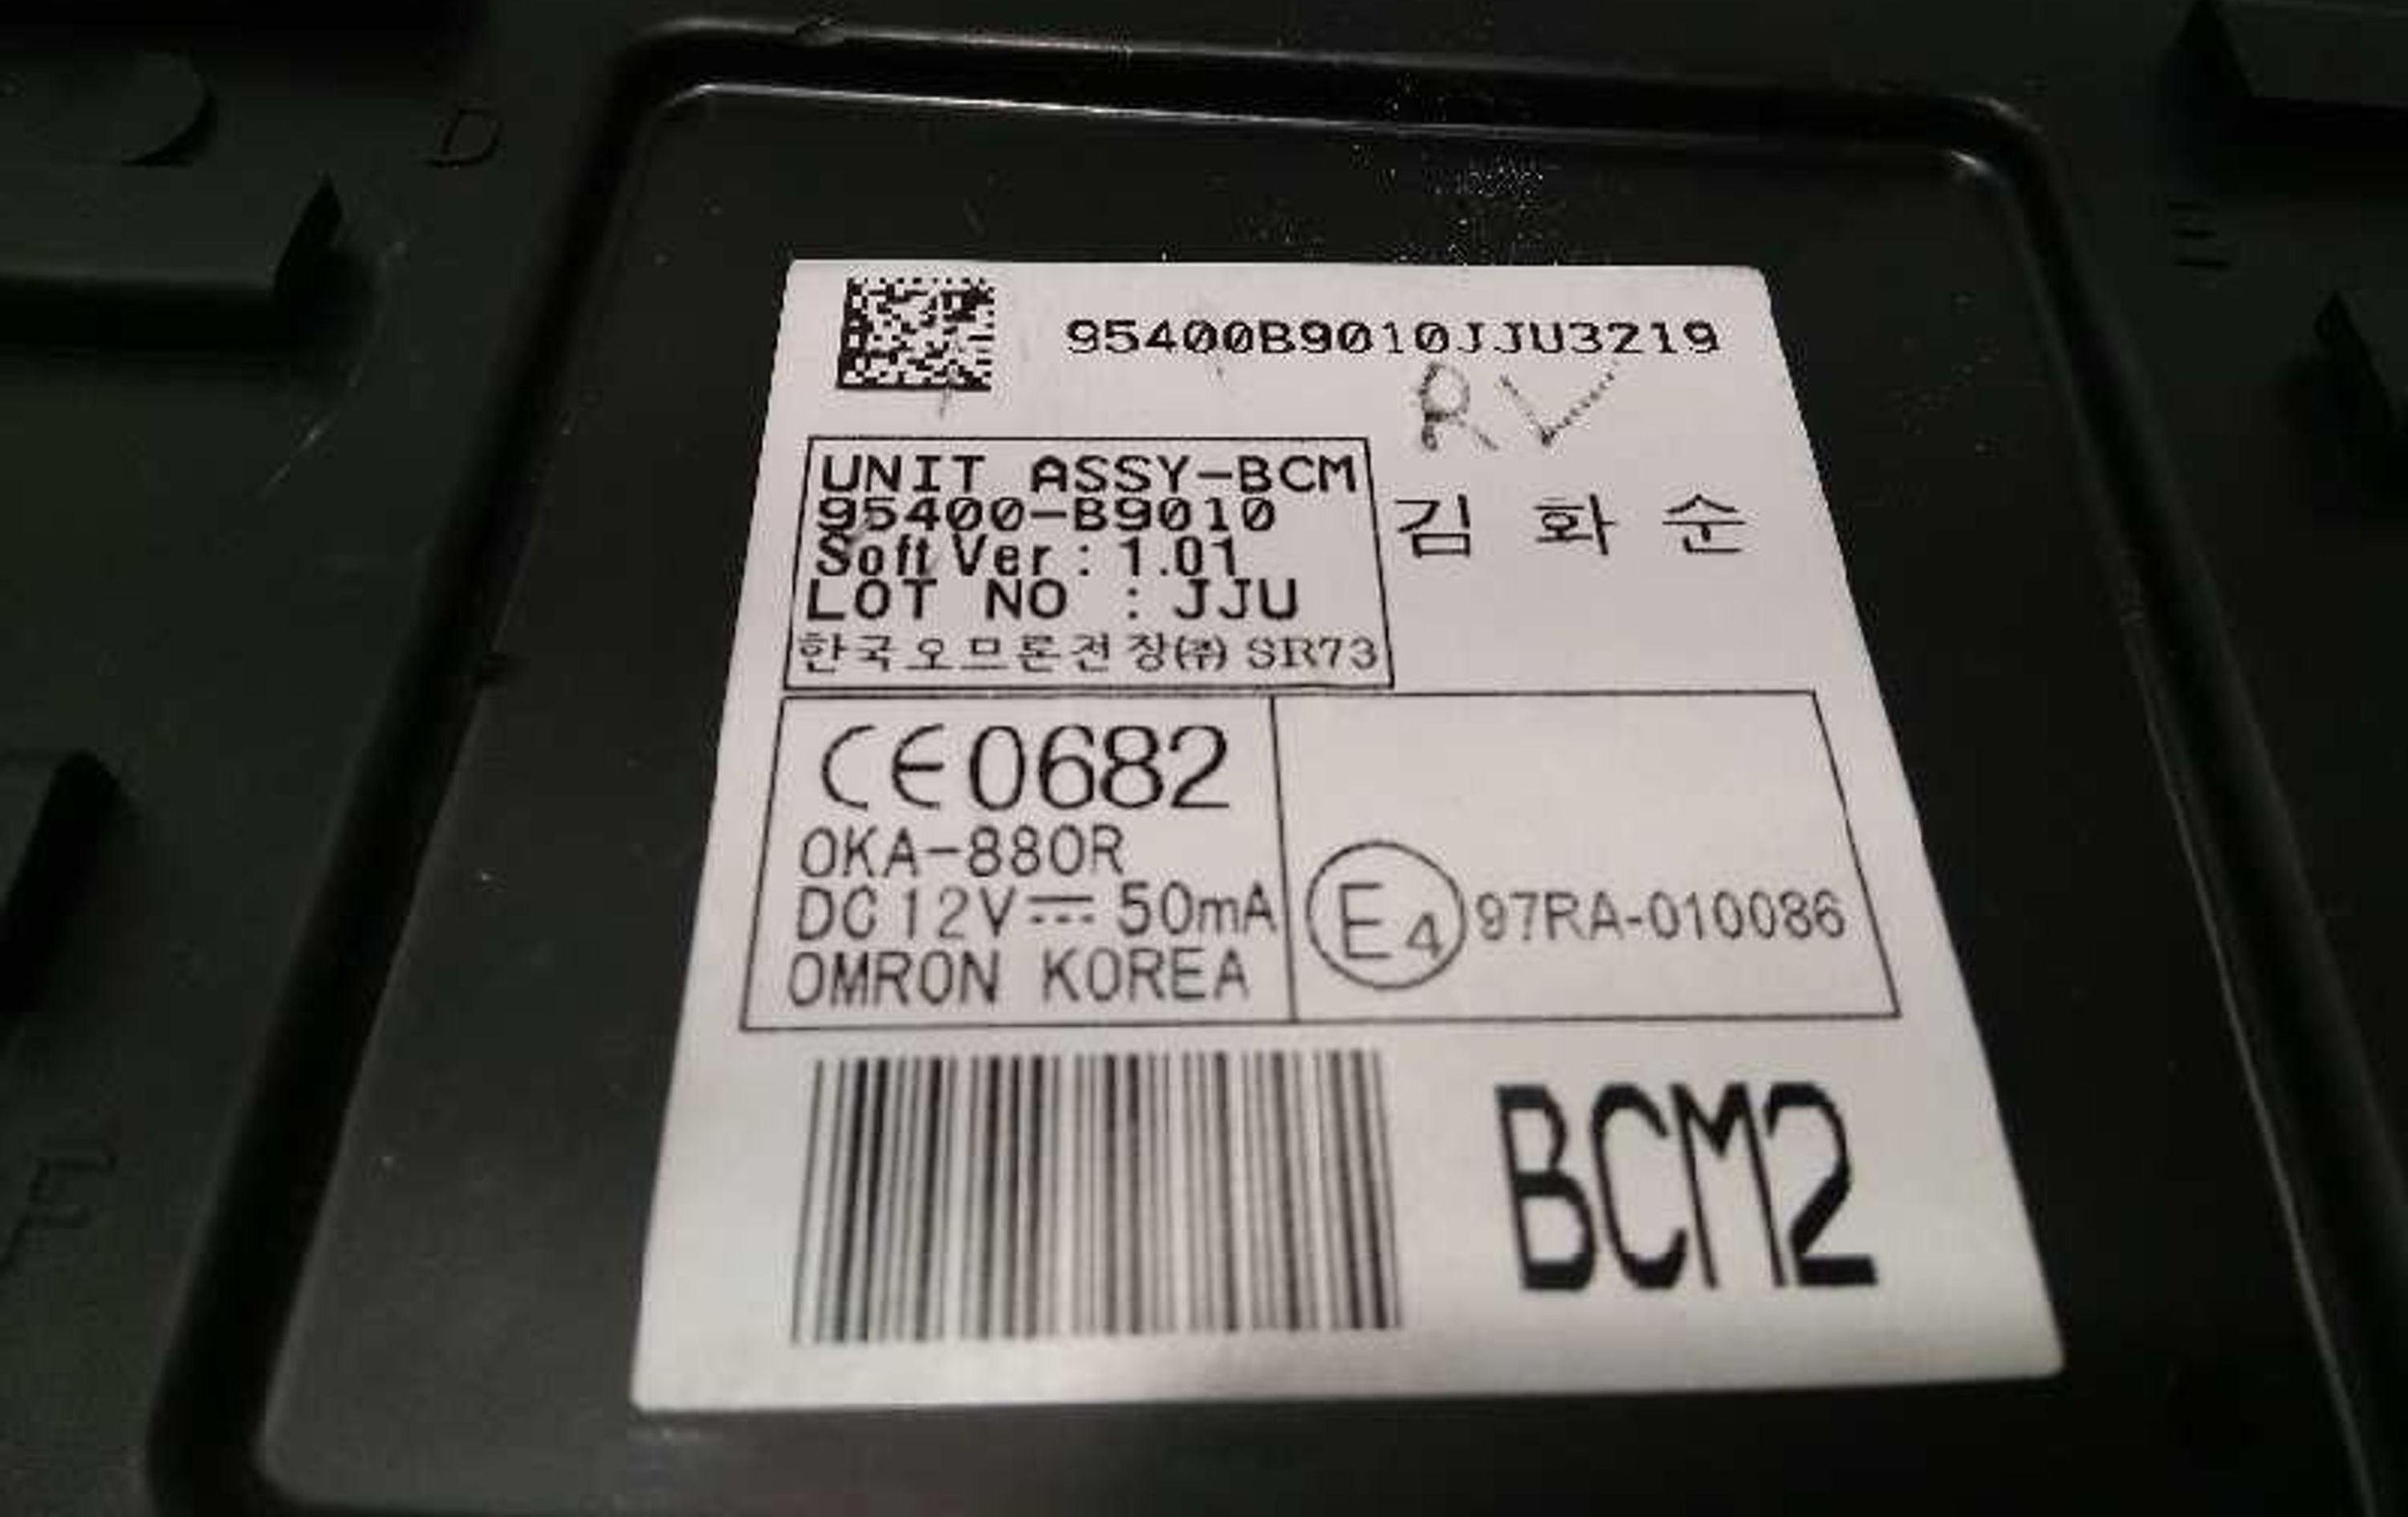 D
E
95400B9010JJU3219
RV
UNIT ASSY-BCM
95400-B9010
Soft Ver : 1.01
LOT NO : JJU
한국오므론전장㈜ SR73
김 화 순
CE0682
OKA-880R
DC 12V⎓50mA
OMRON KOREA
E4 97RA-010086
BCM2
F